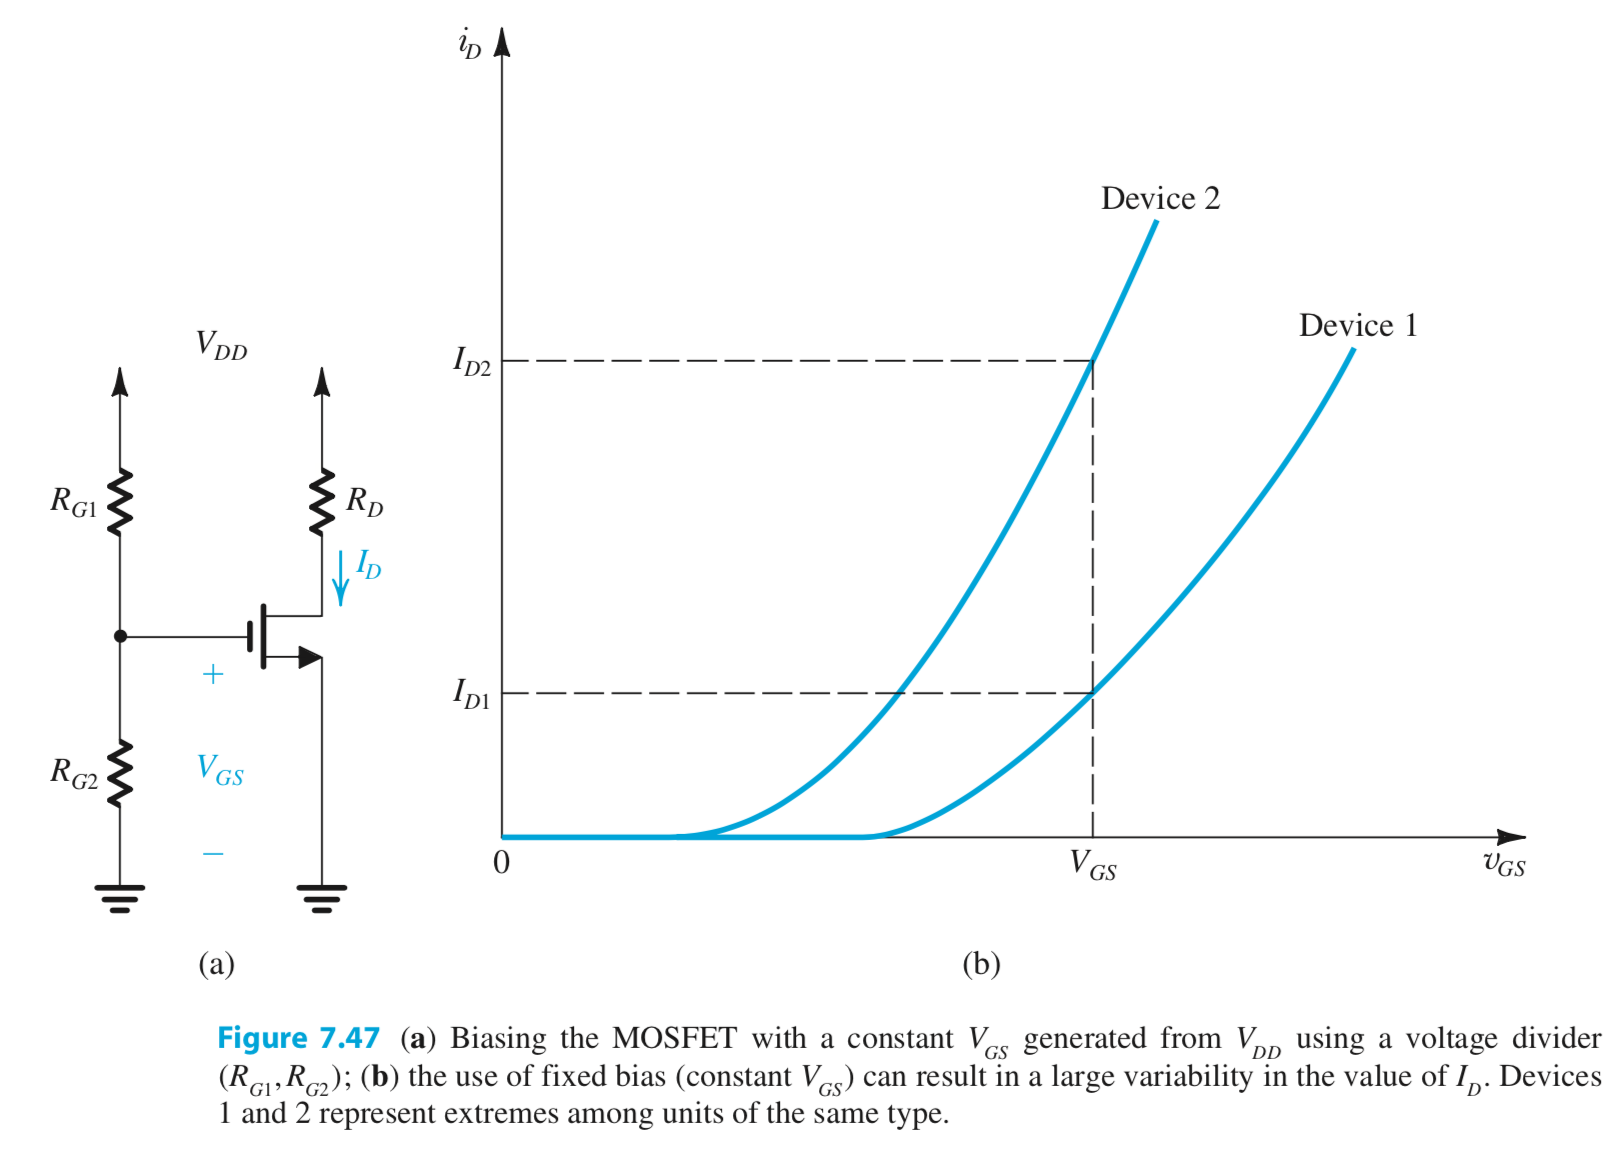 V_DD
R_G1
R_D
I_D
+
V_GS
−
R_G2
(a)
i_D
Device 2
Device 1
I_D2
I_D1
0
V_GS
v_GS
(b)
Figure 7.47 (a) Biasing the MOSFET with a constant V_GS generated from V_DD using a voltage divider
(R_G1, R_G2); (b) the use of fixed bias (constant V_GS) can result in a large variability in the value of I_D. Devices
1 and 2 represent extremes among units of the same type.